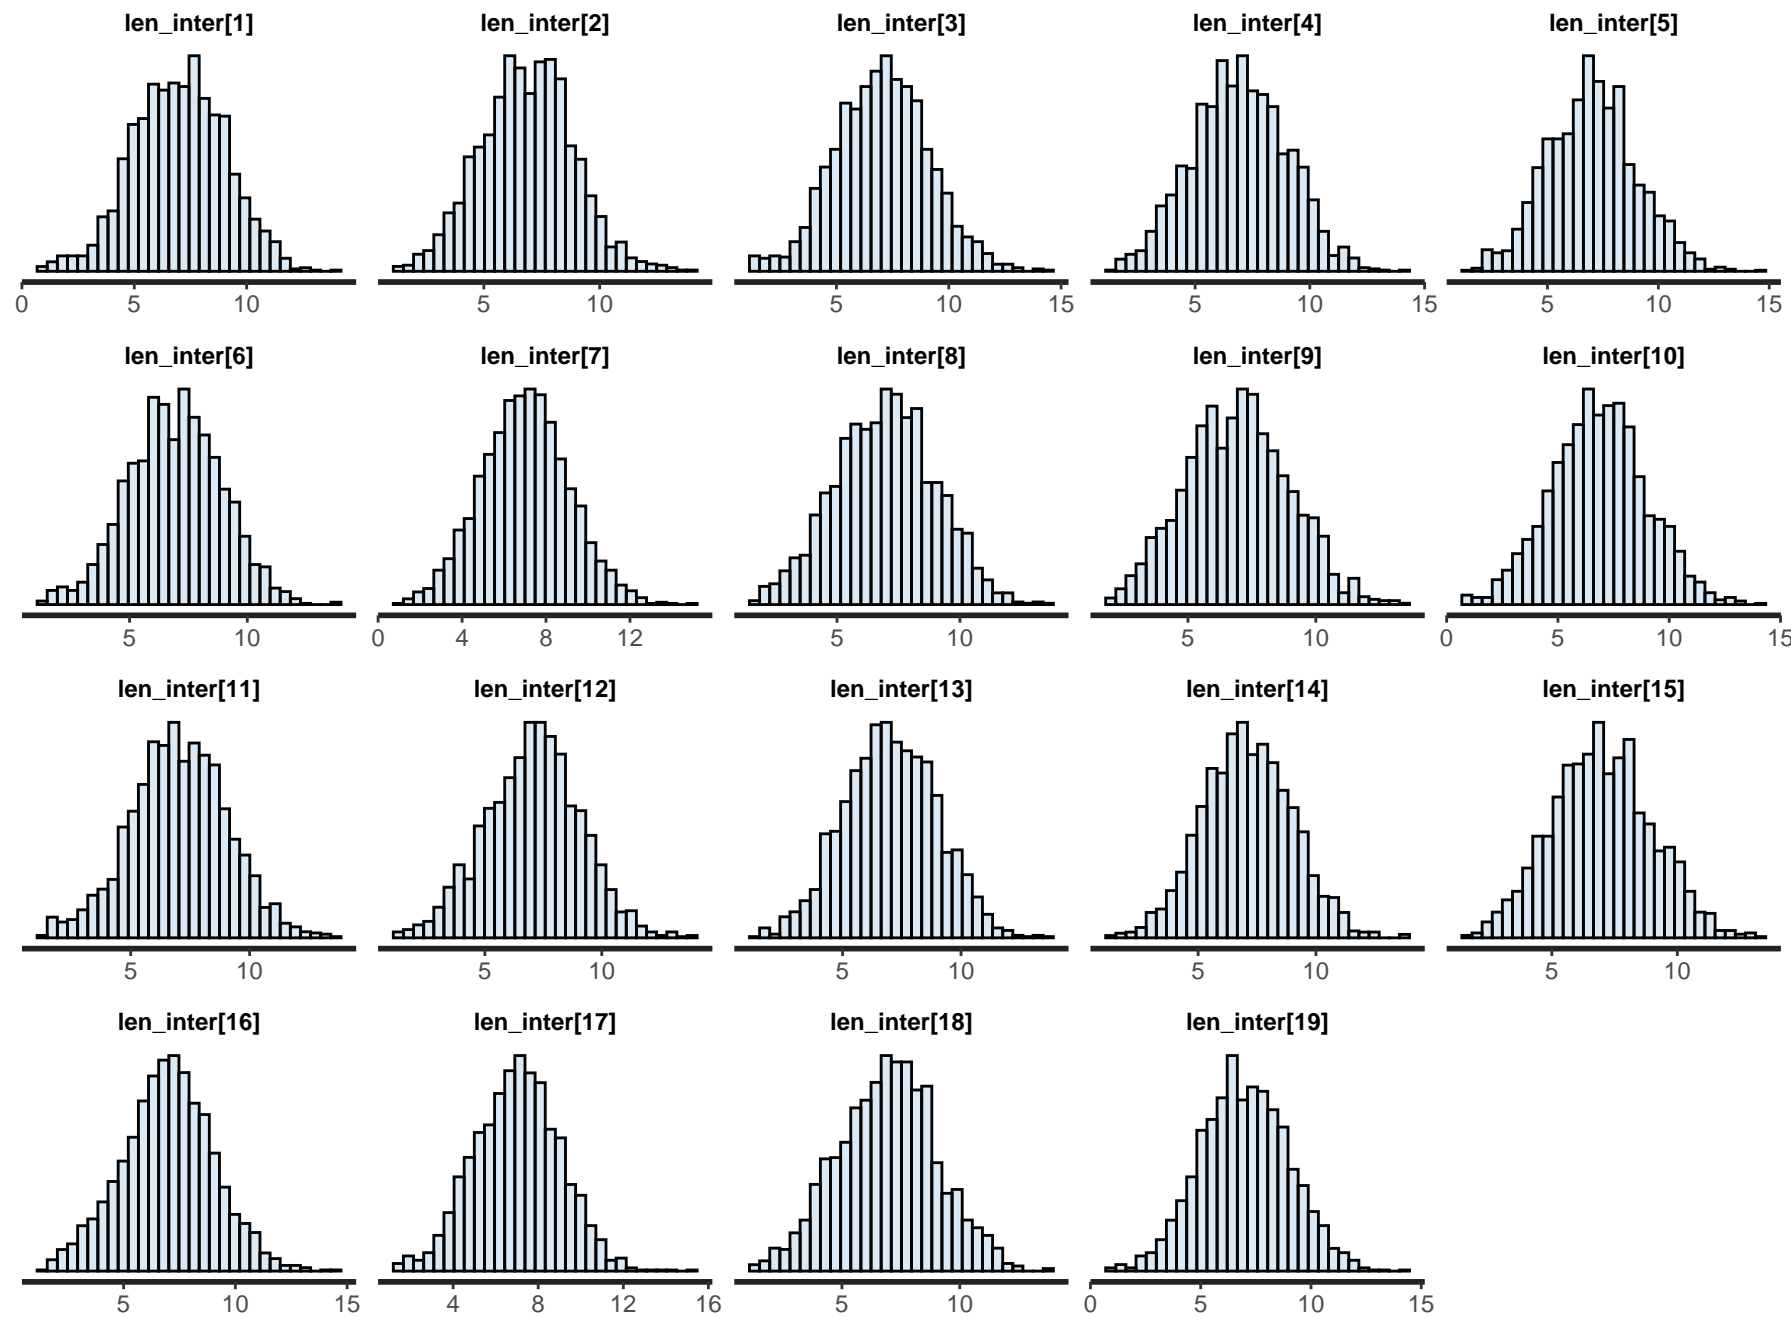 len_inter[1] len_inter[2] len_inter[3] len_inter[4] len_inter[5]
0 5 10 5 10 5 10 15 5 10 15 5 10 15
len_inter[6] len_inter[7] len_inter[8] len_inter[9] len_inter[10]
5 10 0 4 8 12 5 10 5 10 0 5 10 15
len_inter[11] len_inter[12] len_inter[13] len_inter[14] len_inter[15]
5 10 5 10 5 10 5 10 5 10
len_inter[16] len_inter[17] len_inter[18] len_inter[19]
5 10 15 4 8 12 16 5 10 0 5 10 15